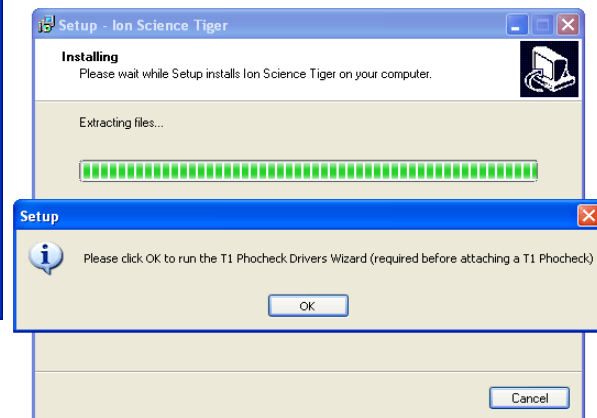 Setup - Ion Science Tiger
Installing
Please wait while Setup installs Ion Science Tiger on your computer.
Extracting files...
Setup
Please click OK to run the T1 Phocheck Drivers Wizard (required before attaching a T1 Phocheck)
OK
Cancel